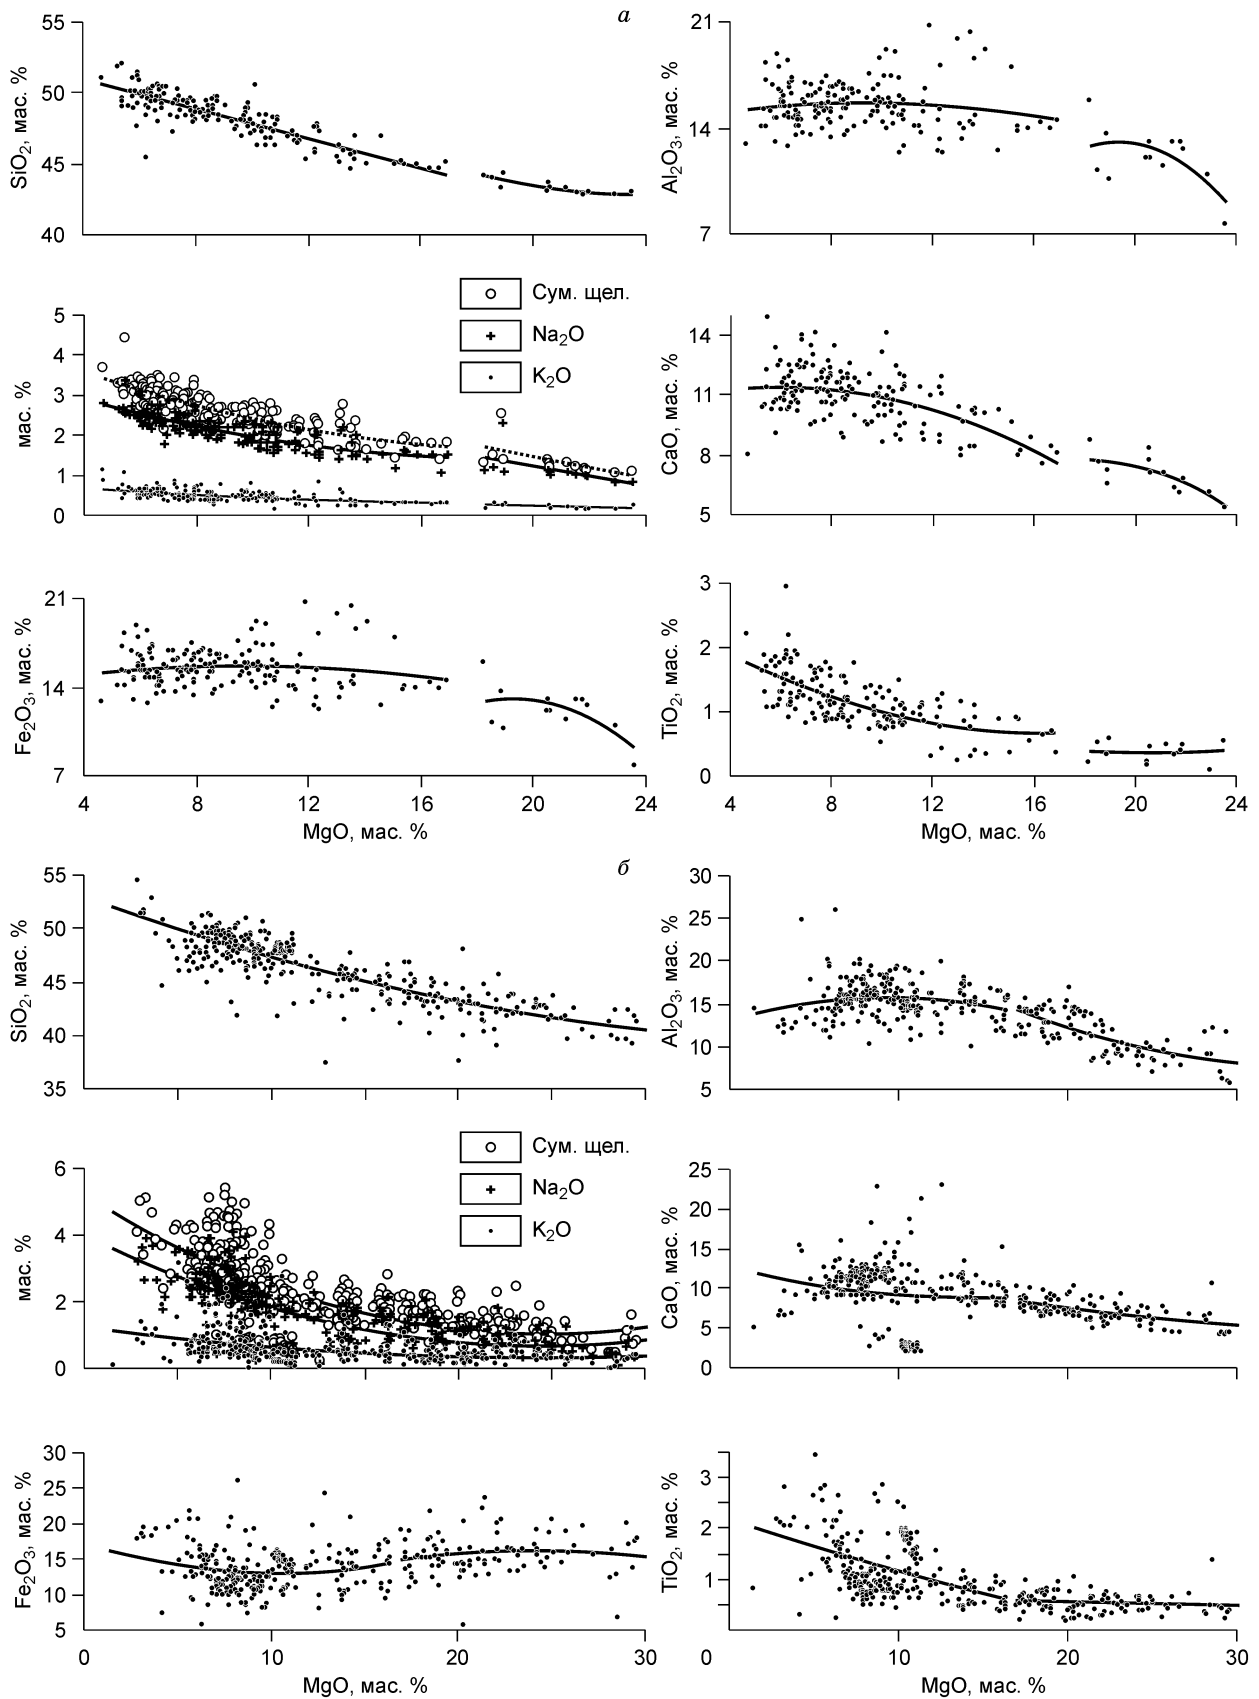 а
55
50
45
40
SiO2, мас. %
21
14
7
Al2O3, мас. %
Сум. щел.
Na2O
K2O
5
4
3
2
1
0
мас. %
14
11
8
5
CaO, мас. %
21
14
7
Fe2O3, мас. %
4 8 12 16 20 24
MgO, мас. %
3
2
1
0
TiO2, мас. %
4 8 12 16 20 24
MgO, мас. %
б
55
50
45
40
35
SiO2, мас. %
30
25
20
15
10
5
Al2O3, мас. %
Сум. щел.
Na2O
K2O
6
4
2
0
мас. %
25
20
15
10
5
0
CaO, мас. %
30
25
20
15
10
5
Fe2O3, мас. %
0 10 20 30
MgO, мас. %
3
2
1
TiO2, мас. %
0 10 20 30
MgO, мас. %